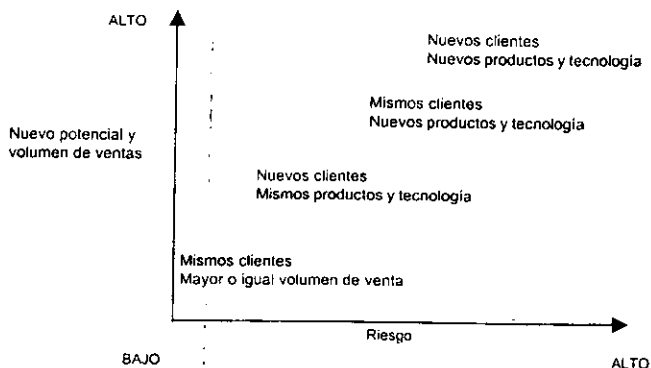 ALTO
Nuevos clientes
Nuevos productos y tecnología
Mismos clientes
Nuevos productos y tecnología
Nuevo potencial y
volumen de ventas
Nuevos clientes
Mismos productos y tecnología
Mismos clientes
Mayor o igual volumen de venta
Riesgo
BAJO
ALTO